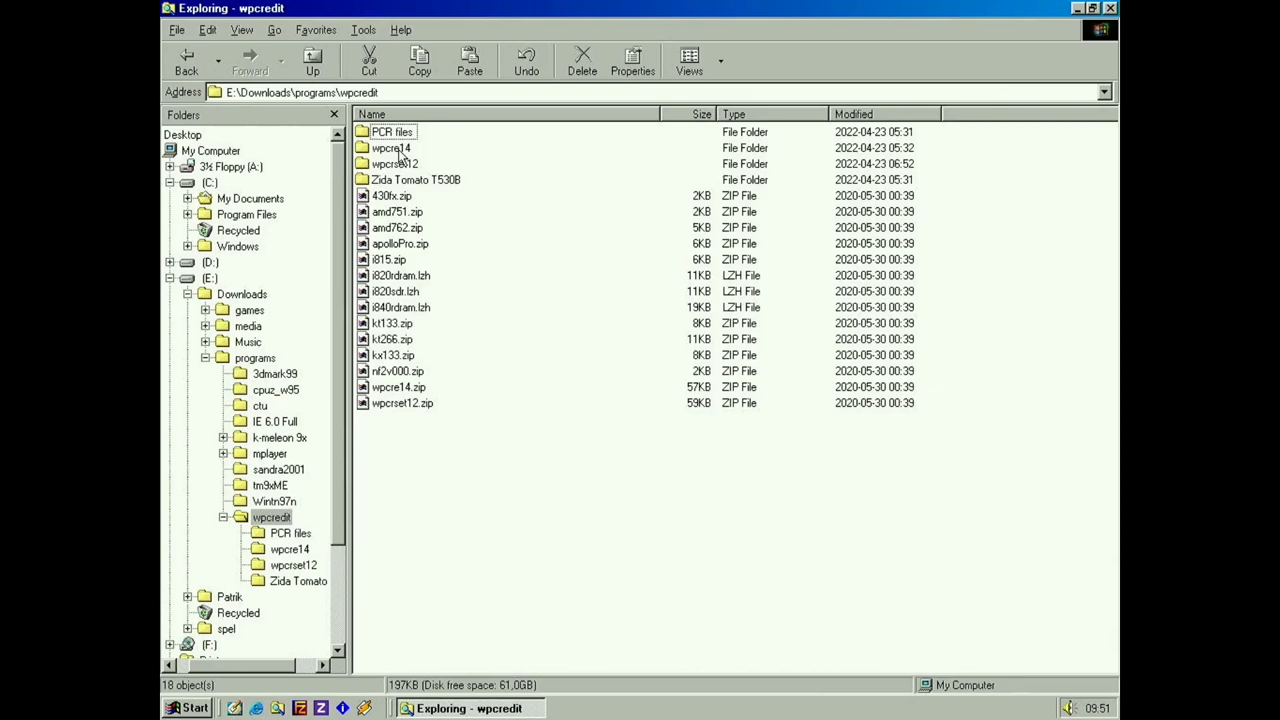 Exploring - wpcredit
File Edit View Go Favorites Tools Help
Back Forward Up Cut Copy Paste Undo Delete Properties Views
Address E:\Downloads\programs\wpcredit
Folders
Desktop
My Computer
3½ Floppy (A:)
(C:)
My Documents
Program Files
Recycled
Windows
(D:)
(E:)
Downloads
games
media
Music
programs
3dmark99
cpuz_w95
ctu
IE 6.0 Full
k-meleon 9x
mplayer
sandra2001
tm9xME
Wintn97n
wpcredit
PCR files
wpcre14
wpcrset12
Zida Tomato
Patrik
Recycled
spel
(F:)
Name Size Type Modified
PCR files File Folder 2022-04-23 05:31
wpcre14 File Folder 2022-04-23 05:32
wpcrset12 File Folder 2022-04-23 06:52
Zida Tomato T530B File Folder 2022-04-23 05:31
430fx.zip 2KB ZIP File 2020-05-30 00:39
amd751.zip 2KB ZIP File 2020-05-30 00:39
amd762.zip 5KB ZIP File 2020-05-30 00:39
apolloPro.zip 6KB ZIP File 2020-05-30 00:39
i815.zip 6KB ZIP File 2020-05-30 00:39
i820rdram.lzh 11KB LZH File 2020-05-30 00:39
i820sdr.lzh 11KB LZH File 2020-05-30 00:39
i840rdram.lzh 19KB LZH File 2020-05-30 00:39
kt133.zip 8KB ZIP File 2020-05-30 00:39
kt266.zip 11KB ZIP File 2020-05-30 00:39
kx133.zip 8KB ZIP File 2020-05-30 00:39
nf2v000.zip 2KB ZIP File 2020-05-30 00:39
wpcre14.zip 57KB ZIP File 2020-05-30 00:39
wpcrset12.zip 59KB ZIP File 2020-05-30 00:39
18 object(s) 197KB (Disk free space: 61,0GB) My Computer
Start Exploring - wpcredit 09:51